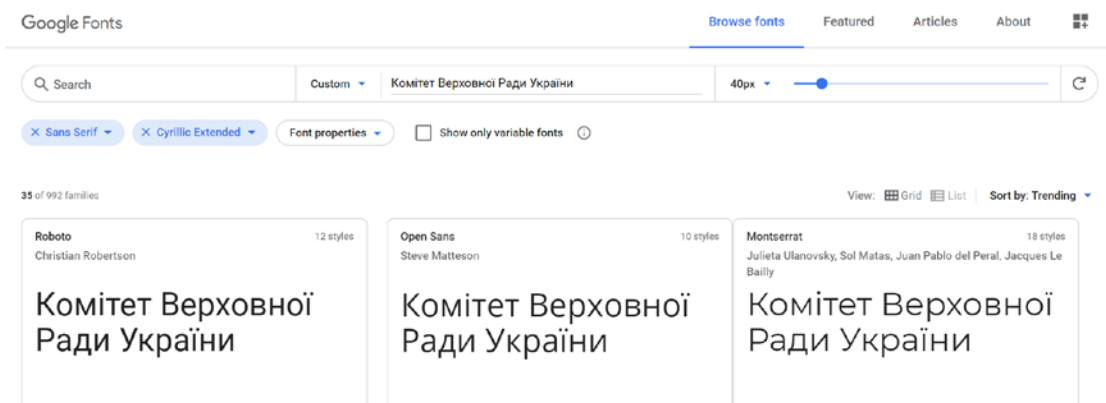 Google Fonts Browse fonts Featured Articles About
Search Custom Комітет Верховної Ради України 40px
Sans Serif Cyrillic Extended Font properties Show only variable fonts
35 of 992 families View: Grid List Sort by: Trending
Roboto 12 styles
Christian Robertson
Комітет Верховної
Ради України
Open Sans 10 styles
Steve Matteson
Комітет Верховної
Ради України
Montserrat 18 styles
Julieta Ulanovsky, Sol Matas, Juan Pablo del Peral, Jacques Le
Bailly
Комітет Верховної
Ради України